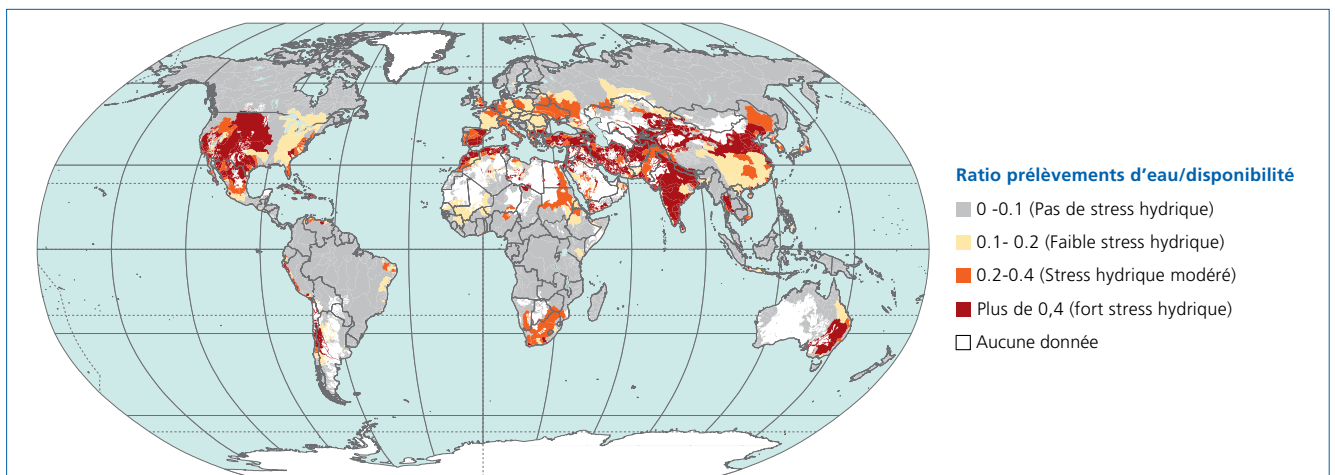 Ratio prélèvements d'eau/disponibilité
0 -0.1 (Pas de stress hydrique)
0.1- 0.2 (Faible stress hydrique)
0.2-0.4 (Stress hydrique modéré)
Plus de 0,4 (fort stress hydrique)
Aucune donnée